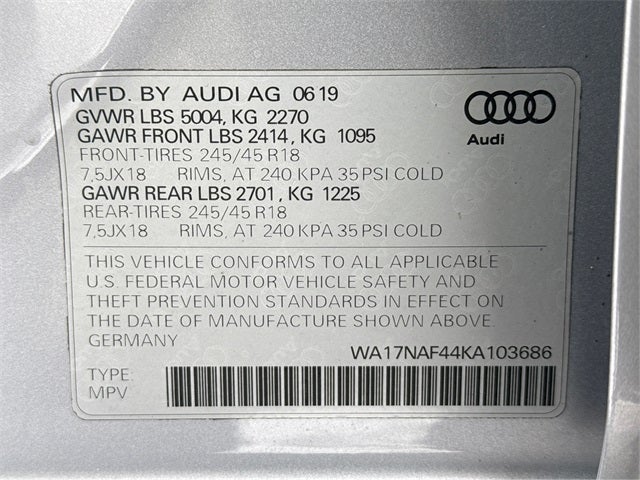 MFD. BY AUDI AG 06 19
GVWR LBS 5004, KG 2270
GAWR FRONT LBS 2414, KG 1095
FRONT-TIRES 245/45 R18
7,5JX18 RIMS, AT 240 KPA 35 PSI COLD
GAWR REAR LBS 2701, KG 1225
REAR-TIRES 245/45 R18
7,5JX18 RIMS, AT 240 KPA 35 PSI COLD
Audi
THIS VEHICLE CONFORMS TO ALL APPLICABLE
U.S. FEDERAL MOTOR VEHICLE SAFETY AND
THEFT PREVENTION STANDARDS IN EFFECT ON
THE DATE OF MANUFACTURE SHOWN ABOVE.
GERMANY
WA17NAF44KA103686
TYPE:
MPV